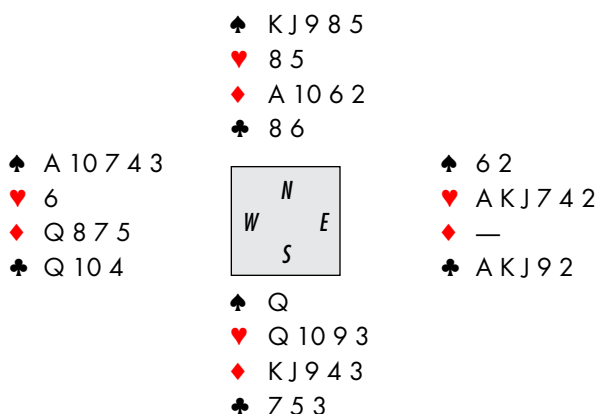 ♠ K J 9 8 5
♥ 8 5
♦ A 10 6 2
♣ 8 6
♠ A 10 7 4 3
♥ 6
♦ Q 8 7 5
♣ Q 10 4
N
W E
S
♠ 6 2
♥ A K J 7 4 2
♦ —
♣ A K J 9 2
♠ Q
♥ Q 10 9 3
♦ K J 9 4 3
♣ 7 5 3